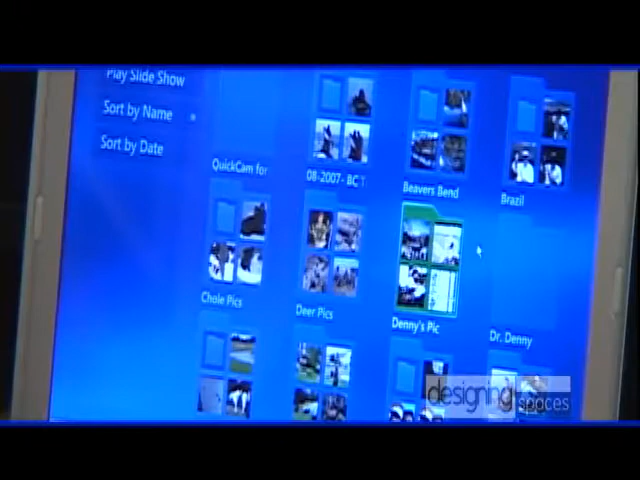 Play Slide Show
Sort by Name
Sort by Date
QuickCam for
08-2007- BC T
Beavers Bend
Brazil
Chole Pics
Deer Pics
Denny's Pic
Dr. Denny
designing
spaces